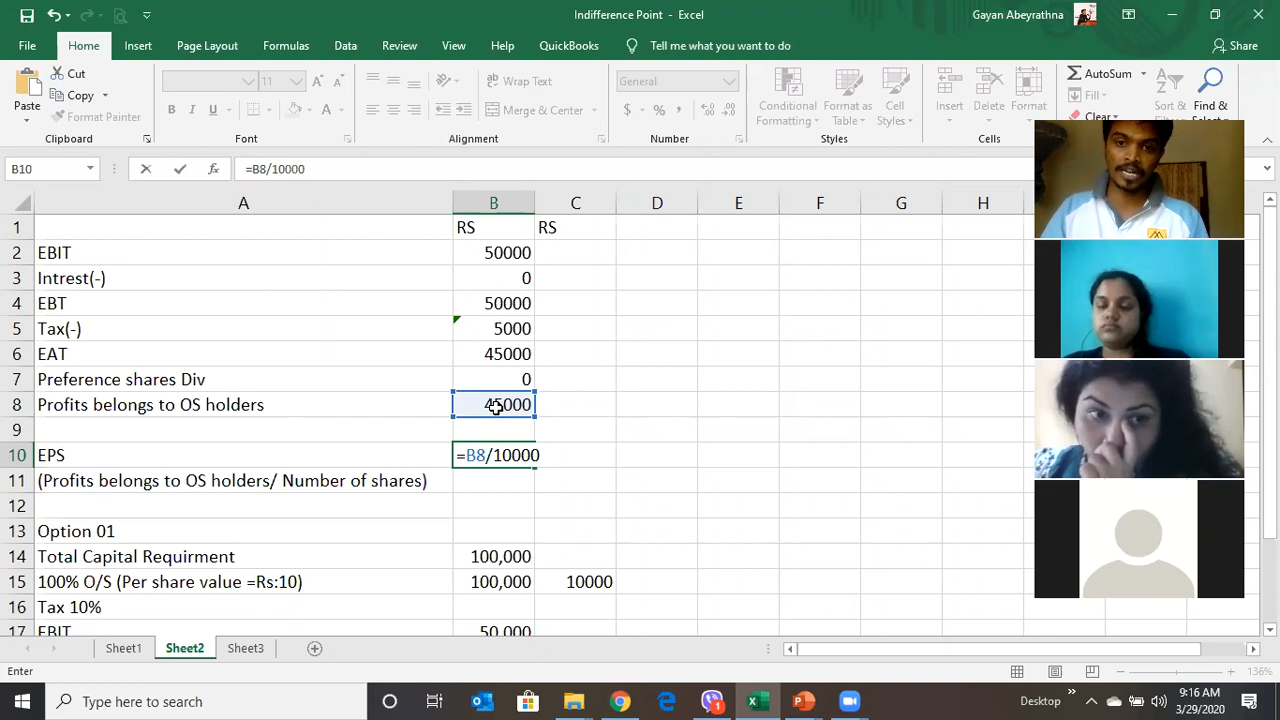 Indifference Point - Excel
Gayan Abeyrathna
File Home Insert Page Layout Formulas Data Review View Help QuickBooks Tell me what you want to do Share
Paste
Cut
Copy
Format Painter
11
B I U
Wrap Text
Merge & Center
General
$ % ,
Conditional Formatting
Format as Table
Cell Styles
Insert Delete Format
AutoSum
Fill
Clear
Sort &
Find &
Clipboard Font Alignment Number Styles Cells
B10 fx =B8/10000
A B C D E F G H
1 RS RS
2 EBIT 50000
3 Intrest(-) 0
4 EBT 50000
5 Tax(-) 5000
6 EAT 45000
7 Preference shares Div 0
8 Profits belongs to OS holders 45000
9
10 EPS =B8/10000
11 (Profits belongs to OS holders/ Number of shares)
12
13 Option 01
14 Total Capital Requirment 100,000
15 100% O/S (Per share value =Rs:10) 100,000 10000
16 Tax 10%
17 EBIT 50,000
Sheet1 Sheet2 Sheet3
Enter 136%
Type here to search
1
Desktop
9:16 AM
3/29/2020